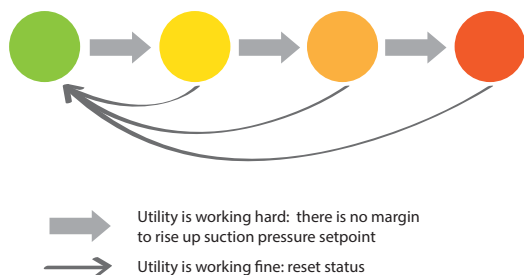 Utility is working hard: there is no margin
to rise up suction pressure setpoint
Utility is working fine: reset status